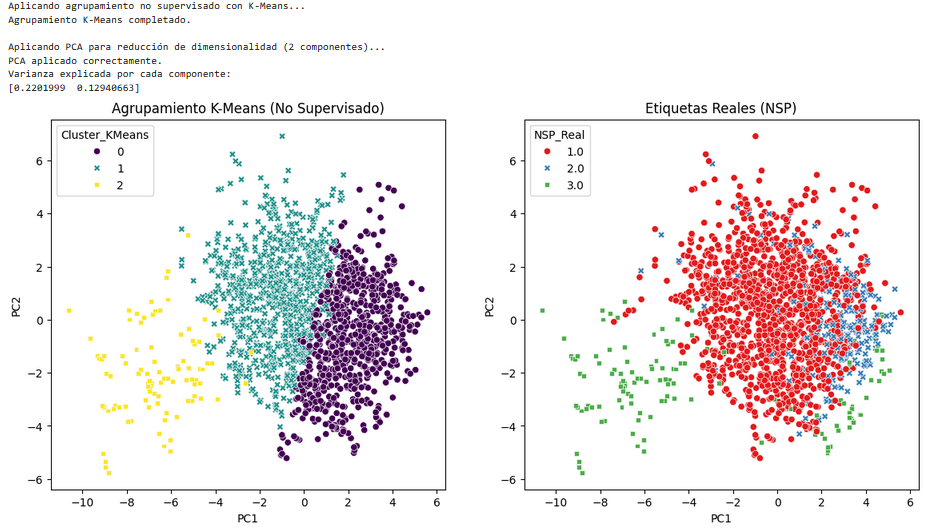 Aplicando agrupamiento no supervisado con K-Means...
Agrupamiento K-Means completado.
Aplicando PCA para reducción de dimensionalidad (2 componentes)...
PCA aplicado correctamente.
Varianza explicada por cada componente:
[0.2201999  0.12940663]
Agrupamiento K-Means (No Supervisado)
Cluster_KMeans
0
1
2
6
4
2
0
−2
−4
−6
PC2
−10 −8 −6 −4 −2 0 2 4 6
PC1
Etiquetas Reales (NSP)
NSP_Real
1.0
2.0
3.0
6
4
2
0
−2
−4
−6
PC2
−10 −8 −6 −4 −2 0 2 4 6
PC1